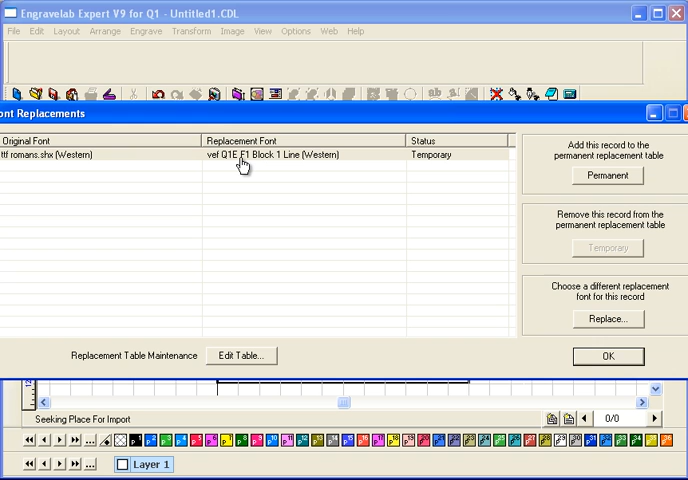 Engravelab Expert V9 for Q1 - Untitled1.CDL
File Edit Layout Arrange Engrave Transform Image View Options Web Help
ont Replacements
Original Font Replacement Font Status
ttf romans.shx (Western) vef Q1E F1 Block 1 Line (Western) Temporary
Add this record to the
permanent replacement table
Permanent
Remove this record from the
permanent replacement table
Temporary
Choose a different replacement
font for this record
Replace...
Replacement Table Maintenance Edit Table... OK
Seeking Place For Import 0/0
Layer 1